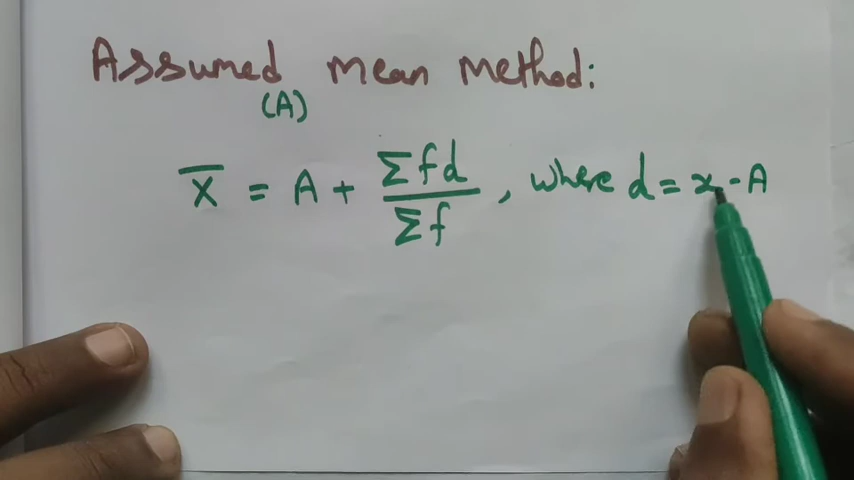 Assumed mean method:
(A)
X̅ = A + Σfd / Σf , where d = x - A